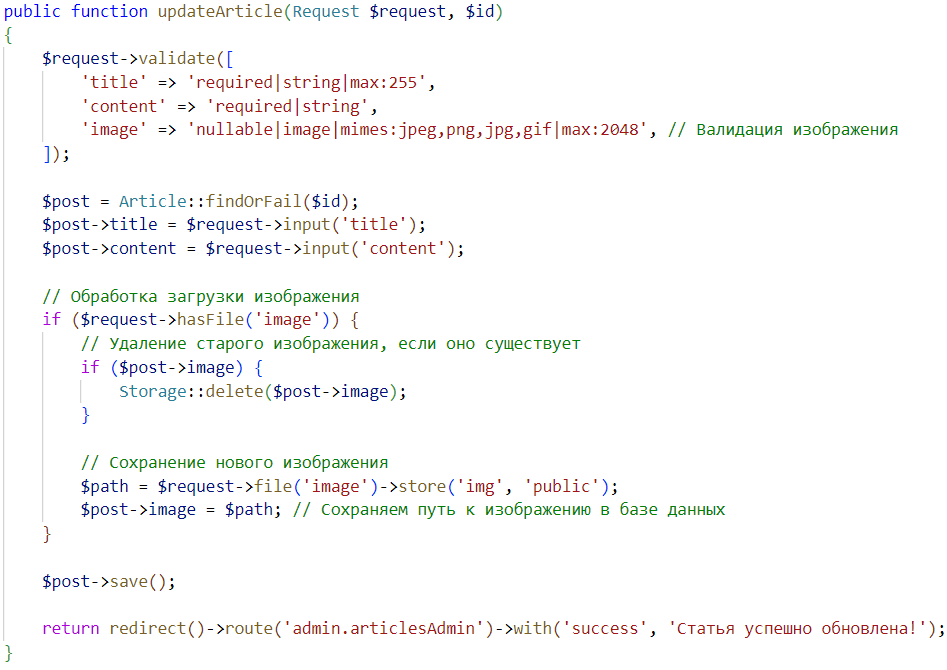 public function updateArticle(Request $request, $id)
{
    $request->validate([
        'title' => 'required|string|max:255',
        'content' => 'required|string',
        'image' => 'nullable|image|mimes:jpeg,png,jpg,gif|max:2048', // Валидация изображения
    ]);

    $post = Article::findOrFail($id);
    $post->title = $request->input('title');
    $post->content = $request->input('content');

    // Обработка загрузки изображения
    if ($request->hasFile('image')) {
        // Удаление старого изображения, если оно существует
        if ($post->image) {
            Storage::delete($post->image);
        }

        // Сохранение нового изображения
        $path = $request->file('image')->store('img', 'public');
        $post->image = $path; // Сохраняем путь к изображению в базе данных
    }

    $post->save();

    return redirect()->route('admin.articlesAdmin')->with('success', 'Статья успешно обновлена!');
}